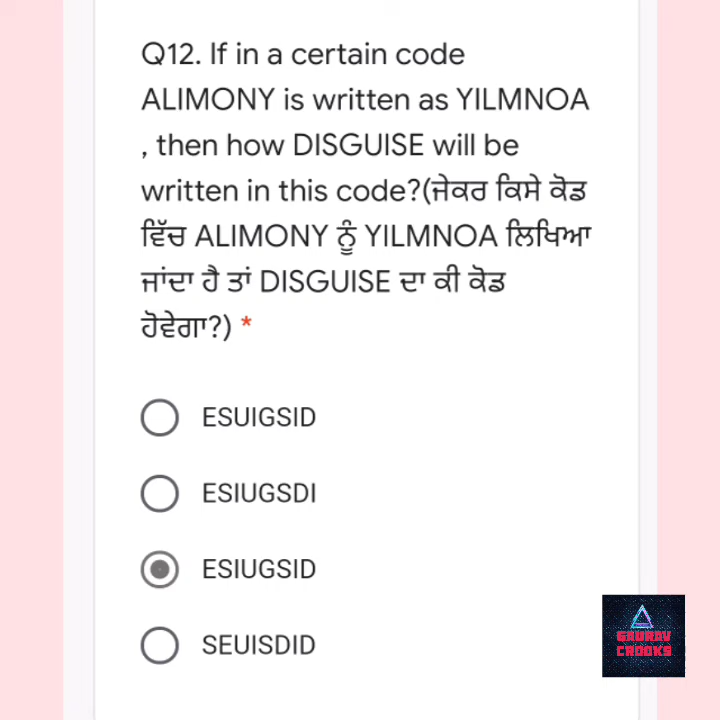 Q12. If in a certain code
ALIMONY is written as YILMNOA
, then how DISGUISE will be
written in this code?(ਜੇਕਰ ਕਿਸੇ ਕੋਡ
ਵਿੱਚ ALIMONY ਨੂੰ YILMNOA ਲਿਖਿਆ
ਜਾਂਦਾ ਹੈ ਤਾਂ DISGUISE ਦਾ ਕੀ ਕੋਡ
ਹੋਵੇਗਾ?) *
ESUIGSID
ESIUGSDI
ESIUGSID
SEUISDID
GAURAV
CROOKS